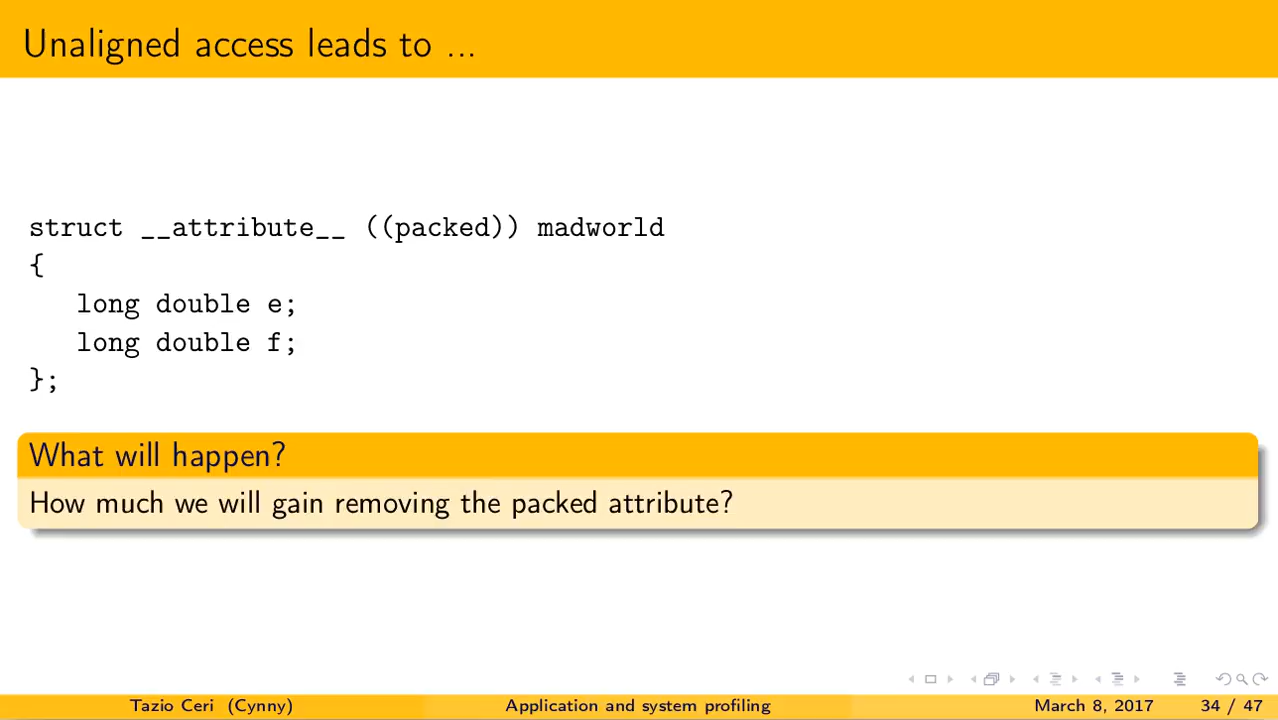 Unaligned access leads to ...
struct __attribute__ ((packed)) madworld
{
long double e;
long double f;
};
What will happen?
How much we will gain removing the packed attribute?
Tazio Ceri (Cynny) Application and system profiling March 8, 2017 34 / 47